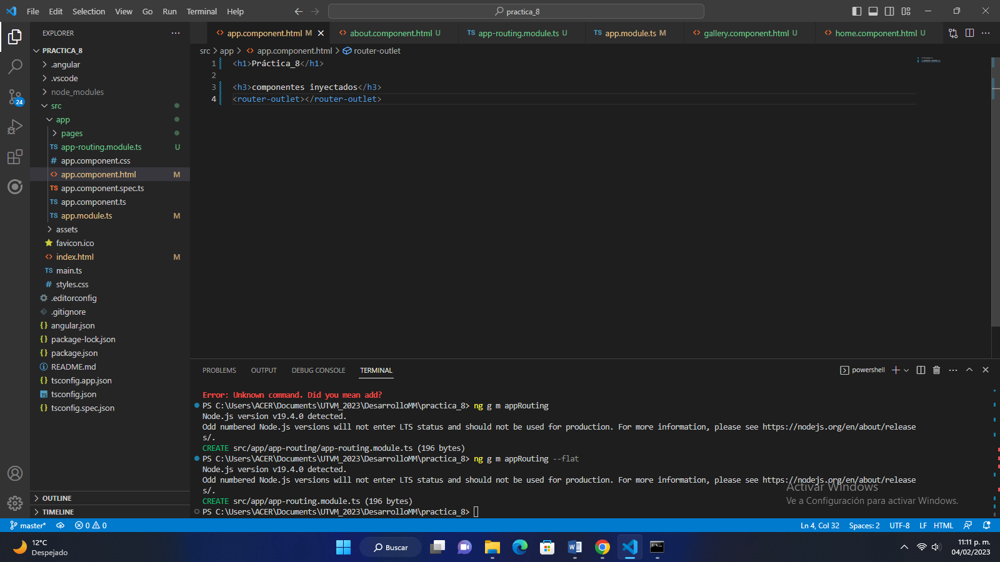 File Edit Selection View Go Run Terminal Help
practica_8
EXPLORER
app.component.html M
about.component.html U
app-routing.module.ts U
app.module.ts M
gallery.component.html U
home.component.html U
PRACTICA_8
.angular
.vscode
node_modules
src
app
pages
app-routing.module.ts U
app.component.css
app.component.html M
app.component.spec.ts
app.component.ts
app.module.ts M
assets
favicon.ico
index.html M
main.ts
styles.css
.editorconfig
.gitignore
angular.json
package-lock.json
package.json
README.md
tsconfig.app.json
tsconfig.json
tsconfig.spec.json
OUTLINE
TIMELINE
24
src > app > app.component.html > router-outlet
1 <h1>Práctica_8</h1>
2
3 <h3>componentes inyectados</h3>
4 <router-outlet></router-outlet>
PROBLEMS OUTPUT DEBUG CONSOLE TERMINAL
powershell
Error: Unknown command. Did you mean add?
PS C:\Users\ACER\Documents\UTVM_2023\DesarrolloMM\practica_8> ng g m appRouting
Node.js version v19.4.0 detected.
Odd numbered Node.js versions will not enter LTS status and should not be used for production. For more information, please see https://nodejs.org/en/about/release
s/.
CREATE src/app/app-routing/app-routing.module.ts (196 bytes)
PS C:\Users\ACER\Documents\UTVM_2023\DesarrolloMM\practica_8> ng g m appRouting --flat
Node.js version v19.4.0 detected.
Odd numbered Node.js versions will not enter LTS status and should not be used for production. For more information, please see https://nodejs.org/en/about/release
s/.
CREATE src/app/app-routing.module.ts (196 bytes)
PS C:\Users\ACER\Documents\UTVM_2023\DesarrolloMM\practica_8>
Activar Windows
Ve a Configuración para activar Windows.
master* 0 0
Ln 4, Col 32 Spaces: 2 UTF-8 LF HTML
12°C
Despejado
Buscar
11:11 p. m.
04/02/2023